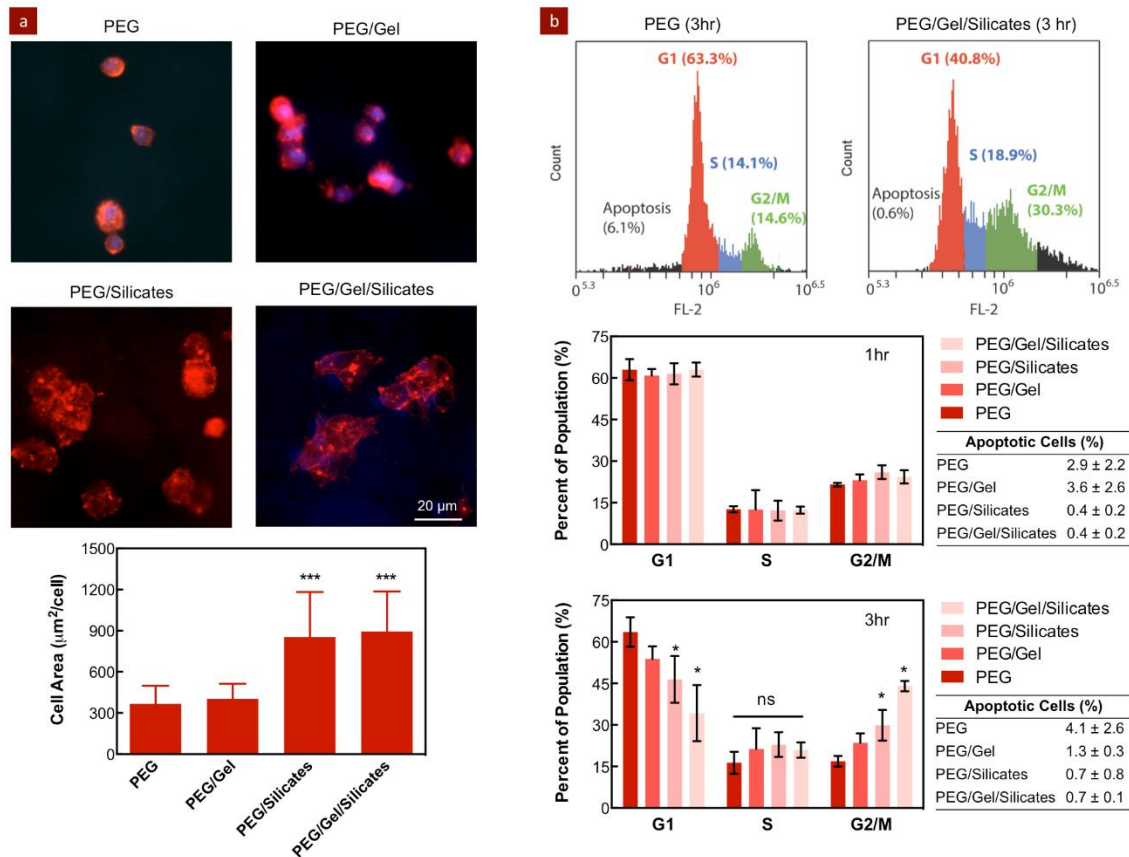 a
PEG
PEG/Gel
PEG/Silicates
PEG/Gel/Silicates
20 μm
1500
1200
900
600
300
0
Cell Area (μm²/cell)
***
***
PEG
PEG/Gel
PEG/Silicates
PEG/Gel/Silicates
b
PEG (3hr)
G1 (63.3%)
S (14.1%)
G2/M
(14.6%)
Apoptosis
(6.1%)
Count
0^5.3
10^6
10^6.5
FL-2
PEG/Gel/Silicates (3 hr)
G1 (40.8%)
S (18.9%)
G2/M
(30.3%)
Apoptosis
(0.6%)
Count
0^5.3
10^6
10^6.5
FL-2
75
60
45
30
15
0
Percent of Population (%)
1hr
G1
S
G2/M
PEG/Gel/Silicates
PEG/Silicates
PEG/Gel
PEG
Apoptotic Cells (%)
PEG 2.9 ± 2.2
PEG/Gel 3.6 ± 2.6
PEG/Silicates 0.4 ± 0.2
PEG/Gel/Silicates 0.4 ± 0.2
75
60
45
30
15
0
Percent of Population (%)
3hr
*
*
ns
*
*
G1
S
G2/M
PEG/Gel/Silicates
PEG/Silicates
PEG/Gel
PEG
Apoptotic Cells (%)
PEG 4.1 ± 2.6
PEG/Gel 1.3 ± 0.3
PEG/Silicates 0.7 ± 0.8
PEG/Gel/Silicates 0.7 ± 0.1